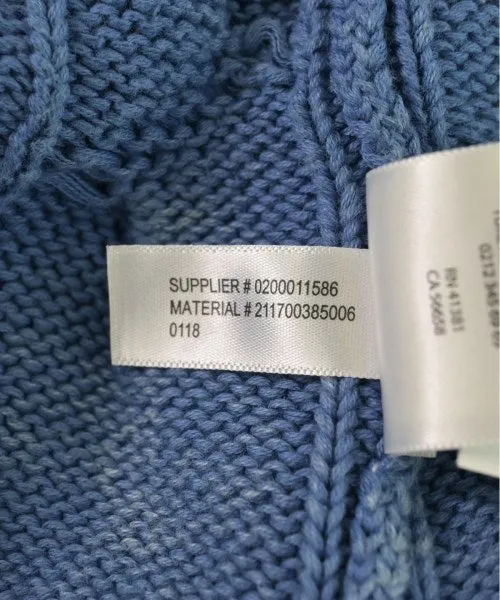 SUPPLIER # 0200011586
MATERIAL # 211700385006
0118
RN 41381
CA 56658